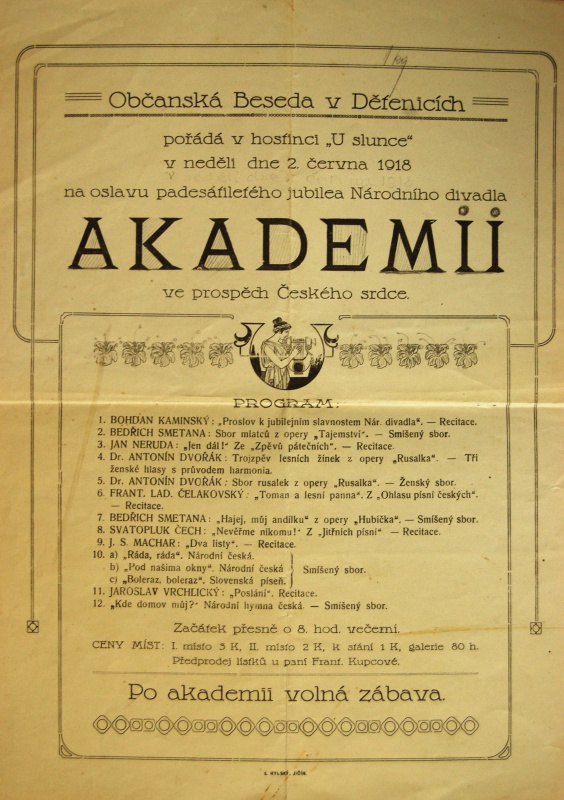 Občanská Beseda v Dětenicích
pořádá v hostinci „U slunce"
v neděli dne 2. června 1918
na oslavu padesátiletého jubilea Národního divadla
AKADEMII
ve prospěch Českého srdce.
PROGRAM:
1. BOHDAN KAMINSKÝ: „Proslov k jubilejním slavnostem Nár. divadla". — Recitace.
2. BEDŘICH SMETANA: Sbor mlatců z opery „Tajemství". — Smíšený sbor.
3. JAN NERUDA: „Jen dál!" Ze „Zpěvů pátečních". — Recitace.
4. Dr. ANTONÍN DVOŘÁK: Trojzpěv lesních žínek z opery „Rusalka". — Tři
ženské hlasy s průvodem harmonia.
5. Dr. ANTONÍN DVOŘÁK: Sbor rusalek z opery „Rusalka". — Ženský sbor.
6. FRANT. LAD. ČELAKOVSKÝ: „Toman a lesní panna". Z „Ohlasu písní českých".
— Recitace.
7. BEDŘICH SMETANA: „Hajej, můj andílku" z opery „Hubička". — Smíšený sbor.
8. SVATOPLUK ČECH: „Nevěřme nikomu!" Z „Jitřních písní" — Recitace.
9. J. S. MACHAR: „Dva listy". — Recitace.
10. a) „Ráda, ráda". Národní česká.
b) „Pod našima okny". Národní česká Smíšený sbor.
c) „Boleraz, boleraz". Slovenská píseň.
11. JAROSLAV VRCHLICKÝ: „Poslání". Recitace.
12. „Kde domov můj?" Národní hymna česká. — Smíšený sbor.
Začátek přesně o 8. hod. večerní.
CENY MÍST: I. místo 3 K, II. místo 2 K, k stání 1 K, galerie 80 h.
Předprodej lístků u paní Frant. Kupcové.
Po akademii volná zábava.
JIČÍN.